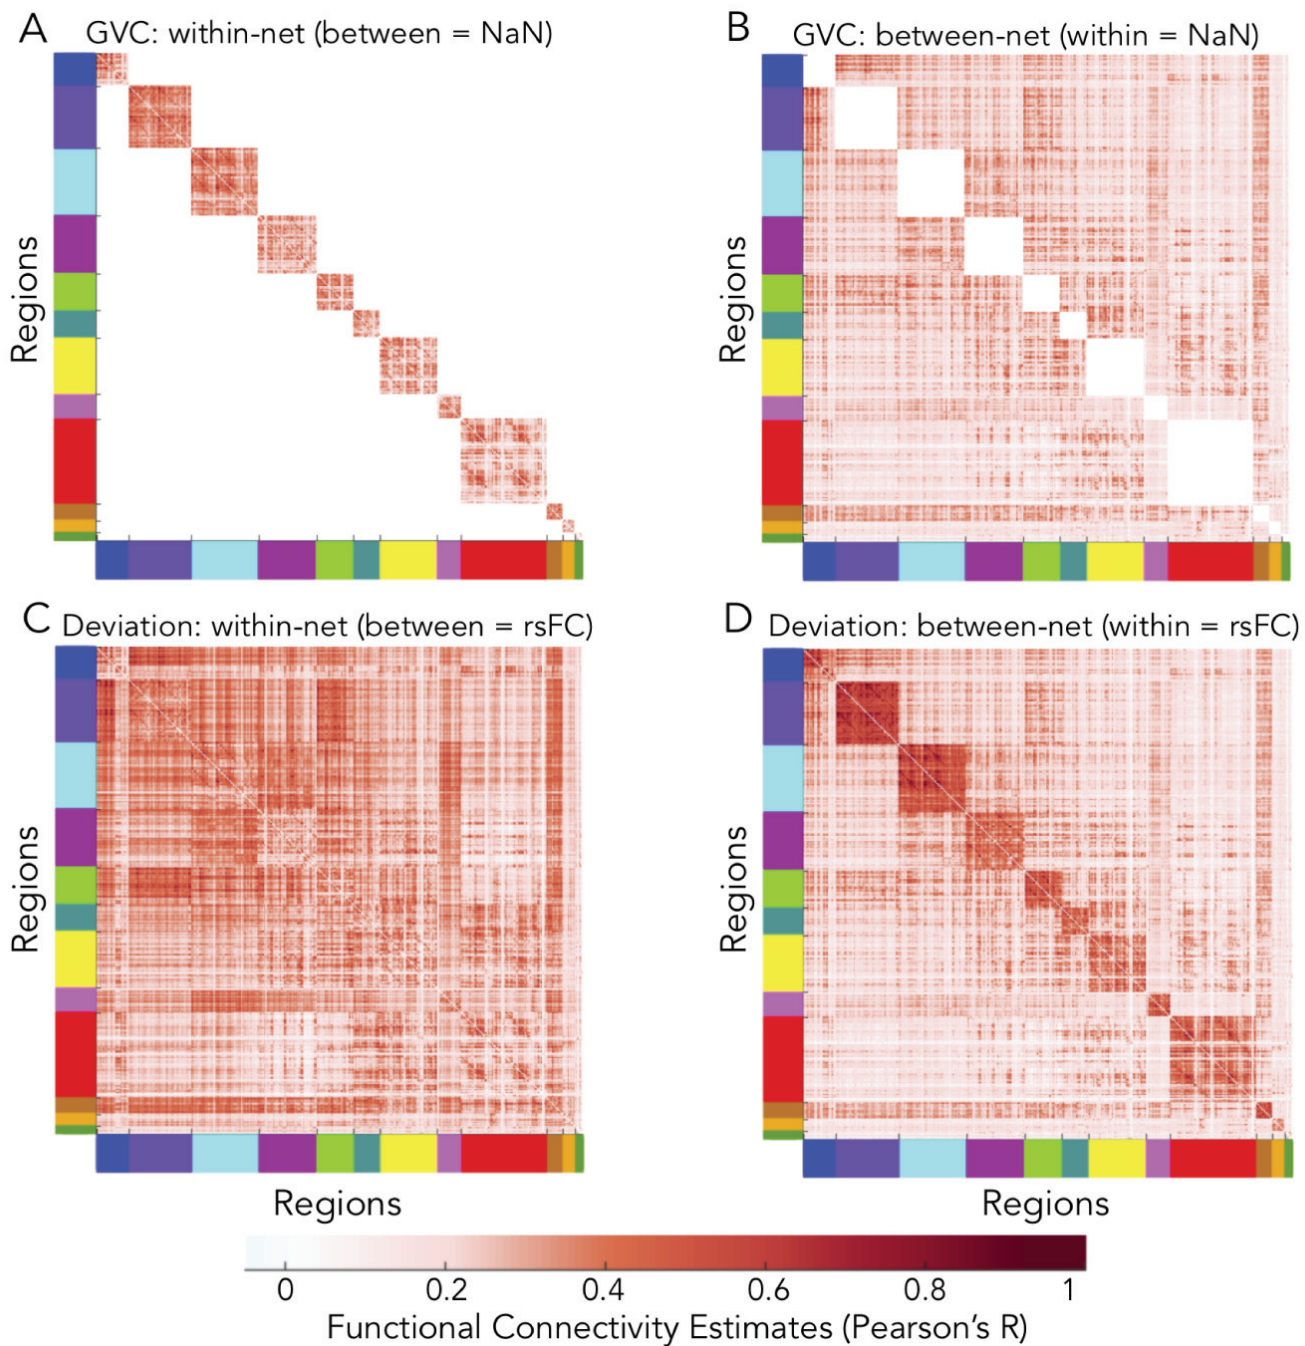 A GVC: within-net (between = NaN)
B GVC: between-net (within = NaN)
Regions
Regions
C Deviation: within-net (between = rsFC)
D Deviation: between-net (within = rsFC)
Regions
Regions
Regions
Regions
0 0.2 0.4 0.6 0.8 1
Functional Connectivity Estimates (Pearson's R)